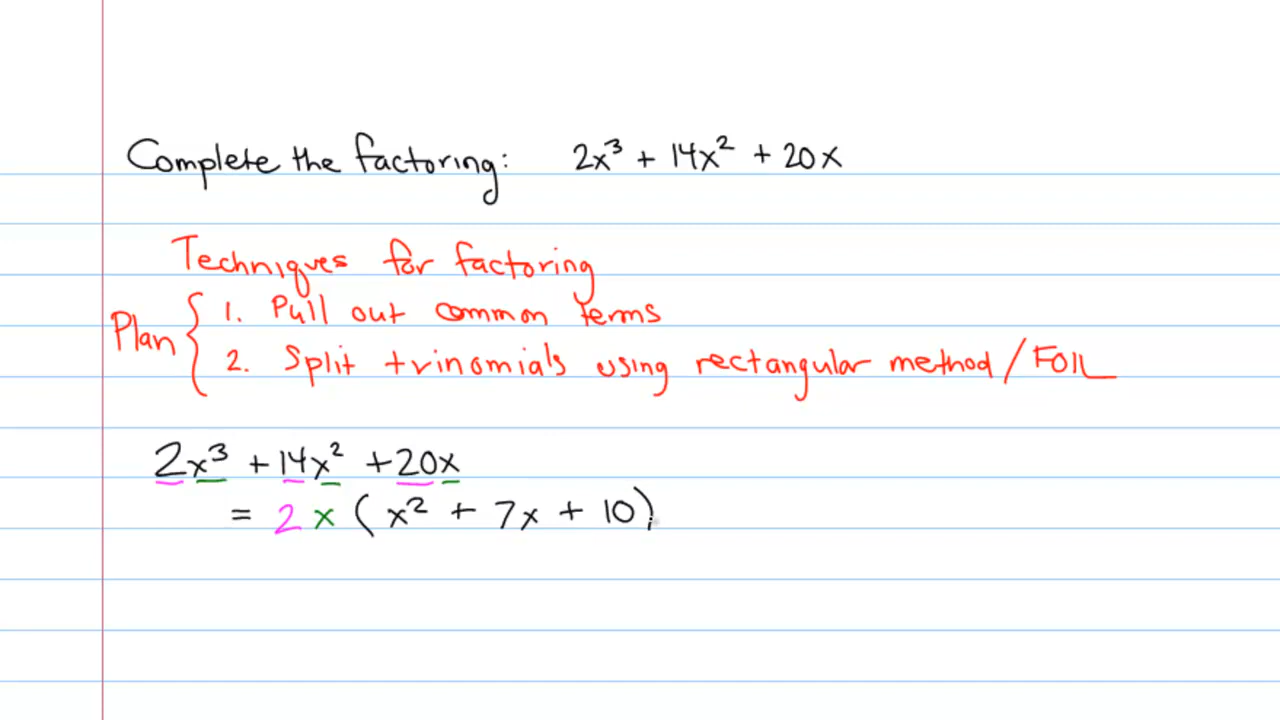 Complete the factoring: 2x³ + 14x² + 20x
Techniques for factoring
Plan { 1. Pull out common terms
2. Split trinomials using rectangular method / FOIL
2x³ + 14x² + 20x
= 2x (x² + 7x + 10)